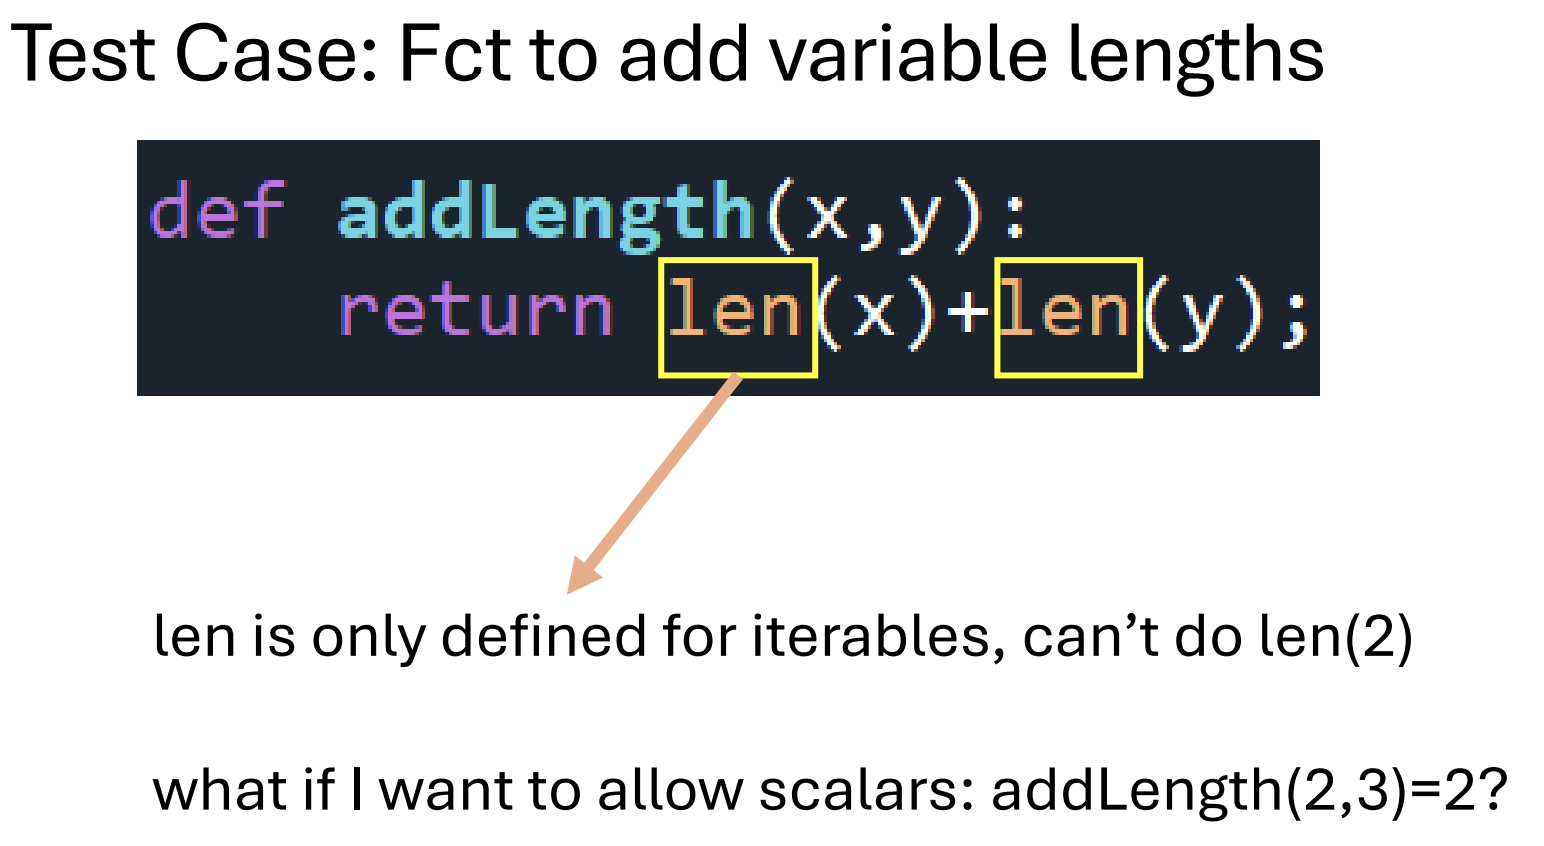 Test Case: Fct to add variable lengths
def addLength(x,y):
return len(x)+len(y);
len is only defined for iterables, can’t do len(2)
what if I want to allow scalars: addLength(2,3)=2?